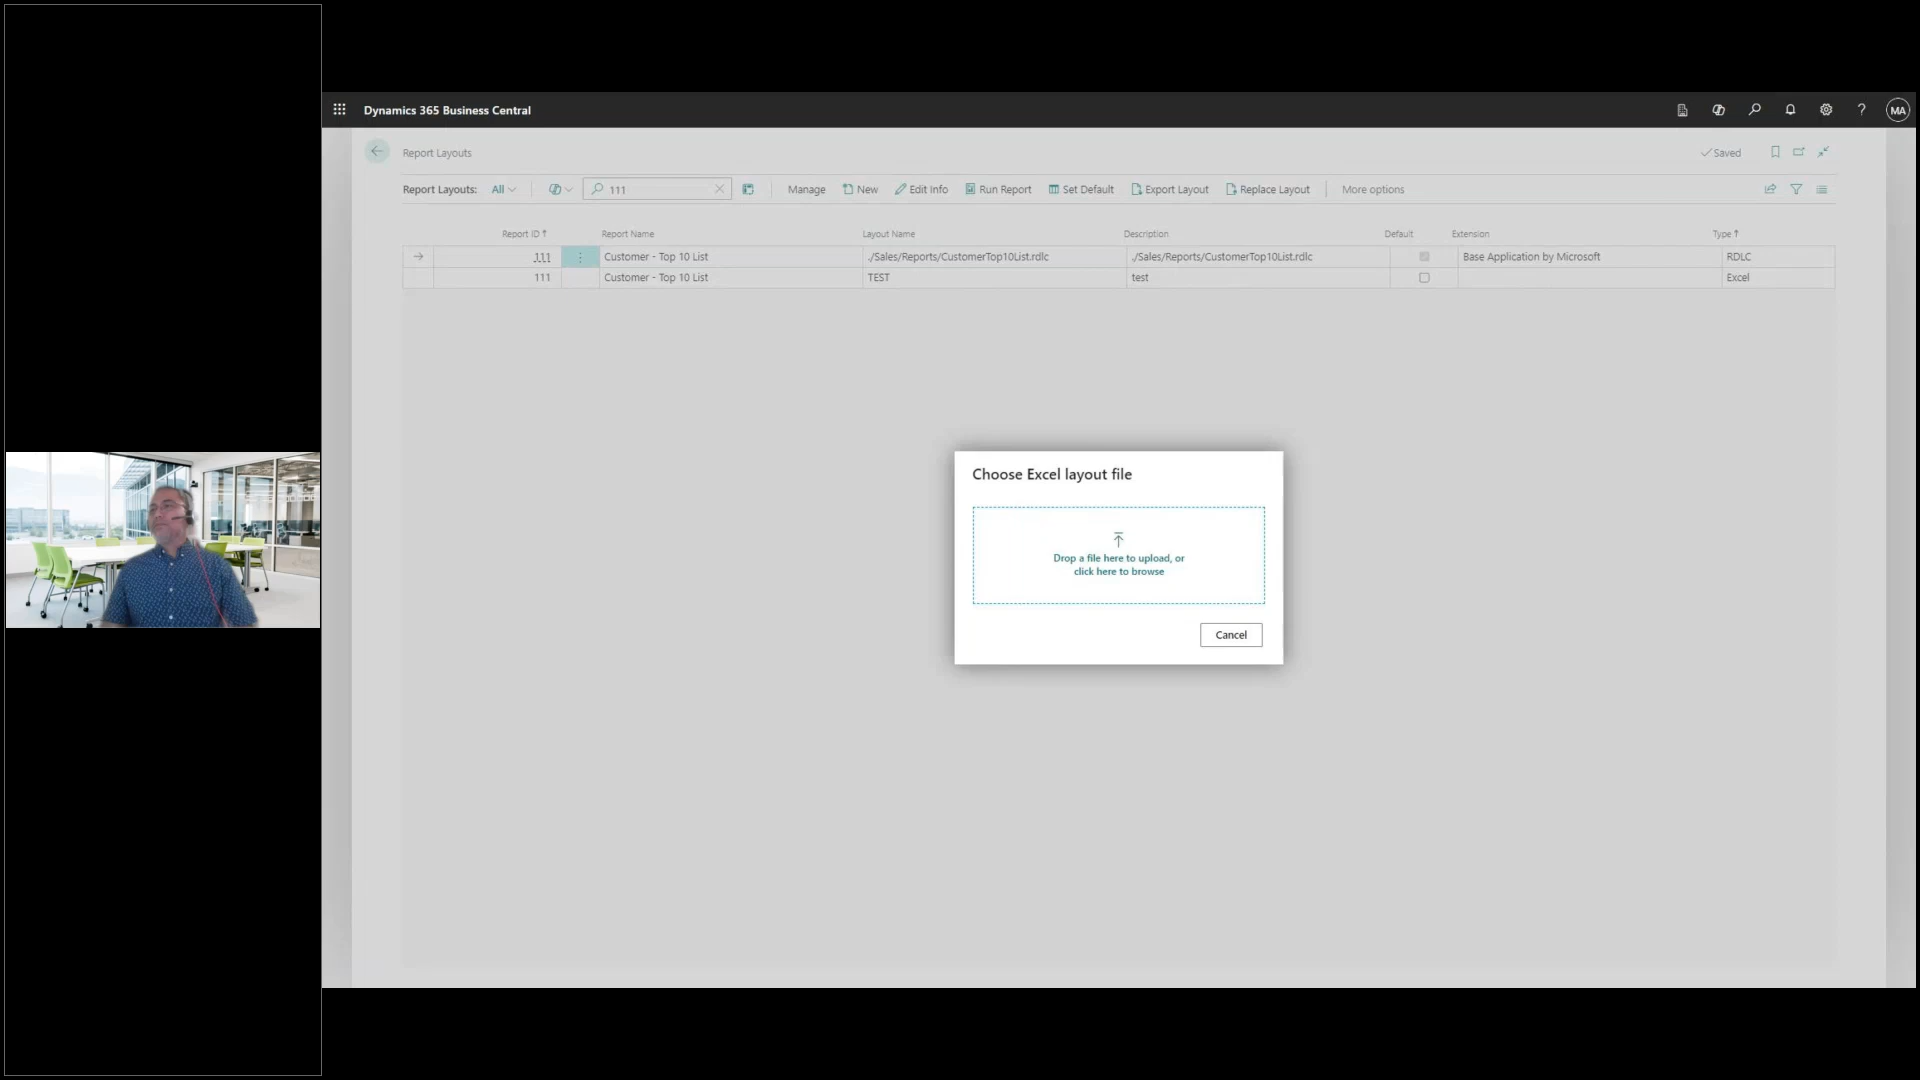 Dynamics 365 Business Central
MA
Report Layouts
Saved
Report Layouts: All 111 Manage New Edit Info Run Report Set Default Export Layout Replace Layout More options
Report ID ↑ Report Name Layout Name Description Default Extension Type ↑
111 Customer - Top 10 List ./Sales/Reports/CustomerTop10List.rdlc ./Sales/Reports/CustomerTop10List.rdlc Base Application by Microsoft RDLC
111 Customer - Top 10 List TEST test Excel
Choose Excel layout file
Drop a file here to upload, or
click here to browse
Cancel